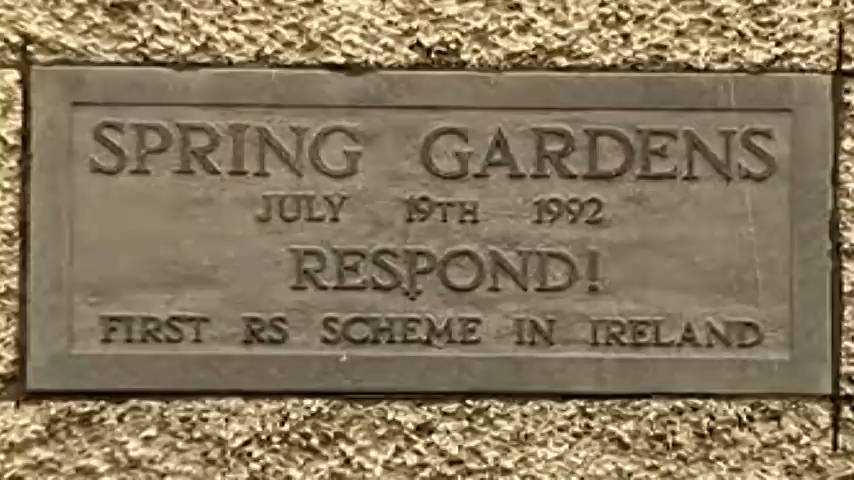 SPRING GARDENS
JULY 19TH 1992
RESPOND!
FIRST RS SCHEME IN IRELAND